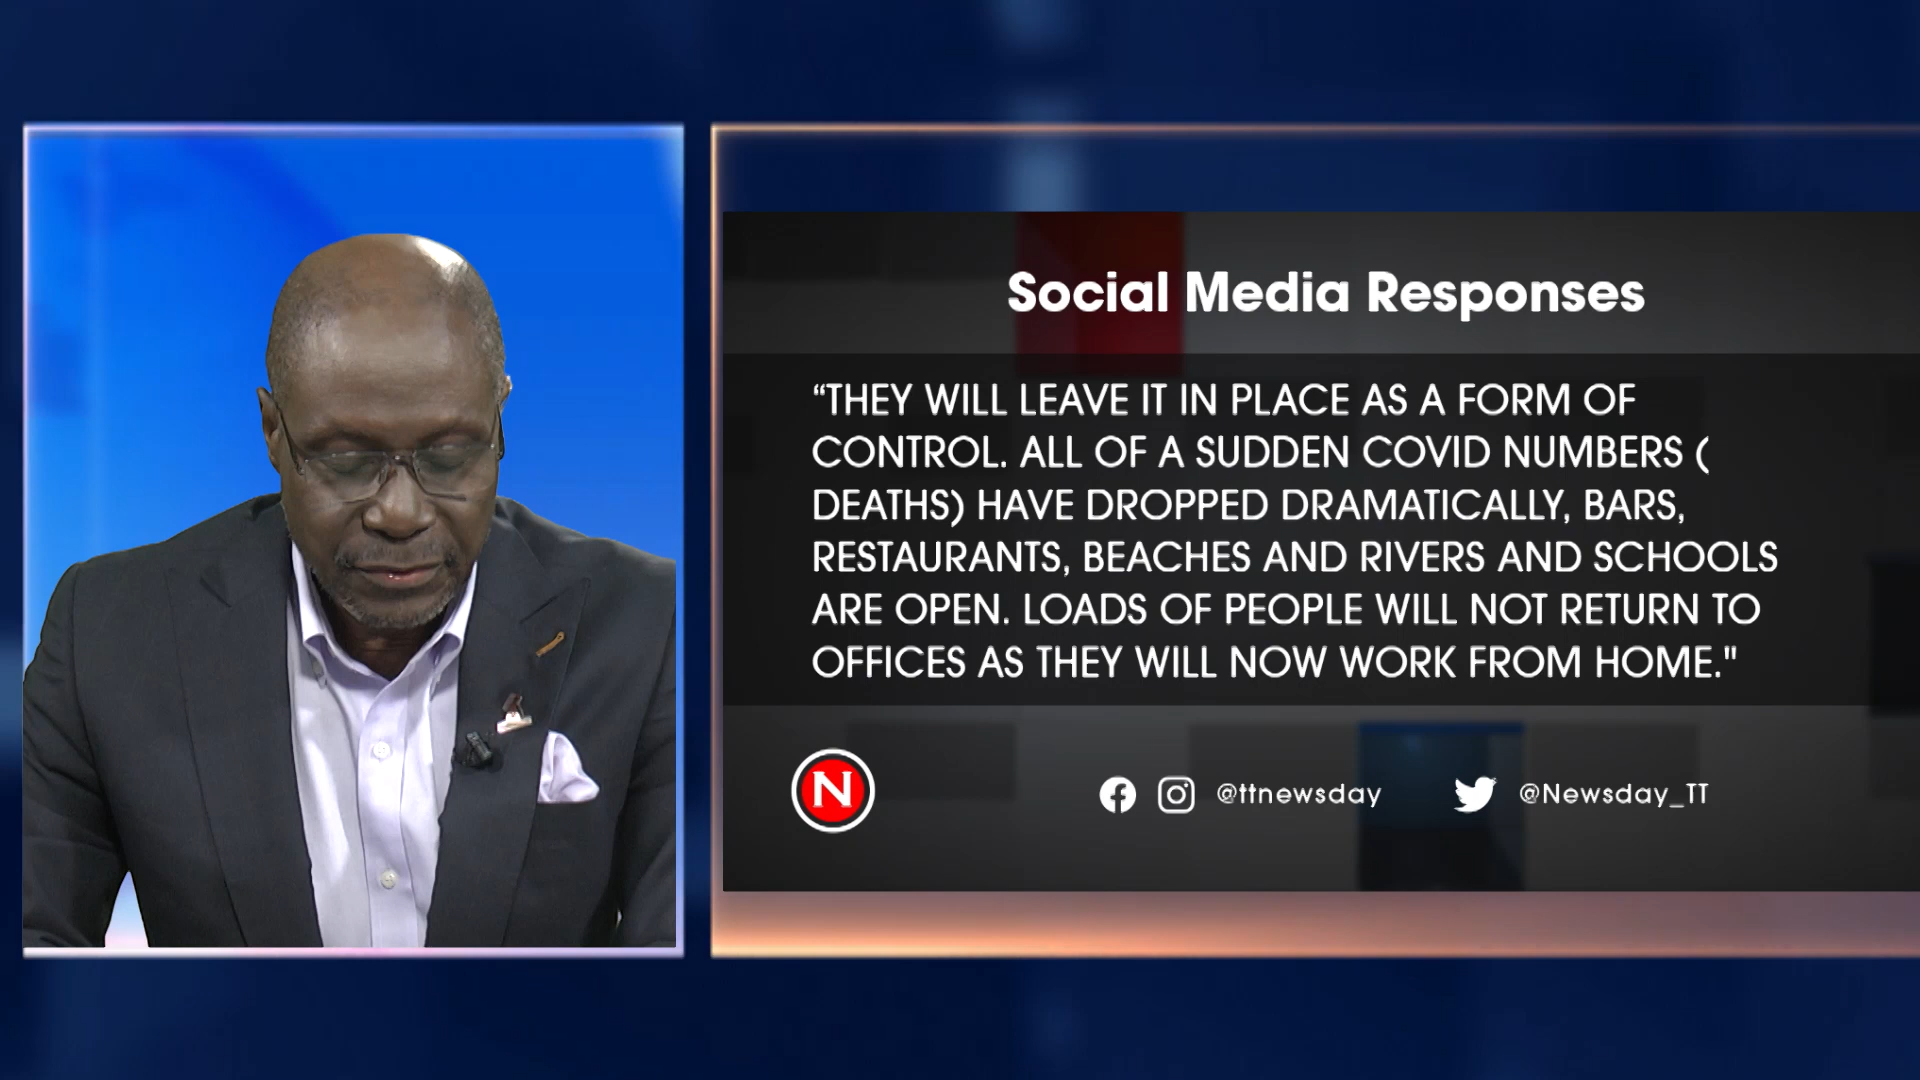 Social Media Responses
“THEY WILL LEAVE IT IN PLACE AS A FORM OF
CONTROL. ALL OF A SUDDEN COVID NUMBERS (
DEATHS) HAVE DROPPED DRAMATICALLY, BARS,
RESTAURANTS, BEACHES AND RIVERS AND SCHOOLS
ARE OPEN. LOADS OF PEOPLE WILL NOT RETURN TO
OFFICES AS THEY WILL NOW WORK FROM HOME."
N @ttnewsday @Newsday_TT